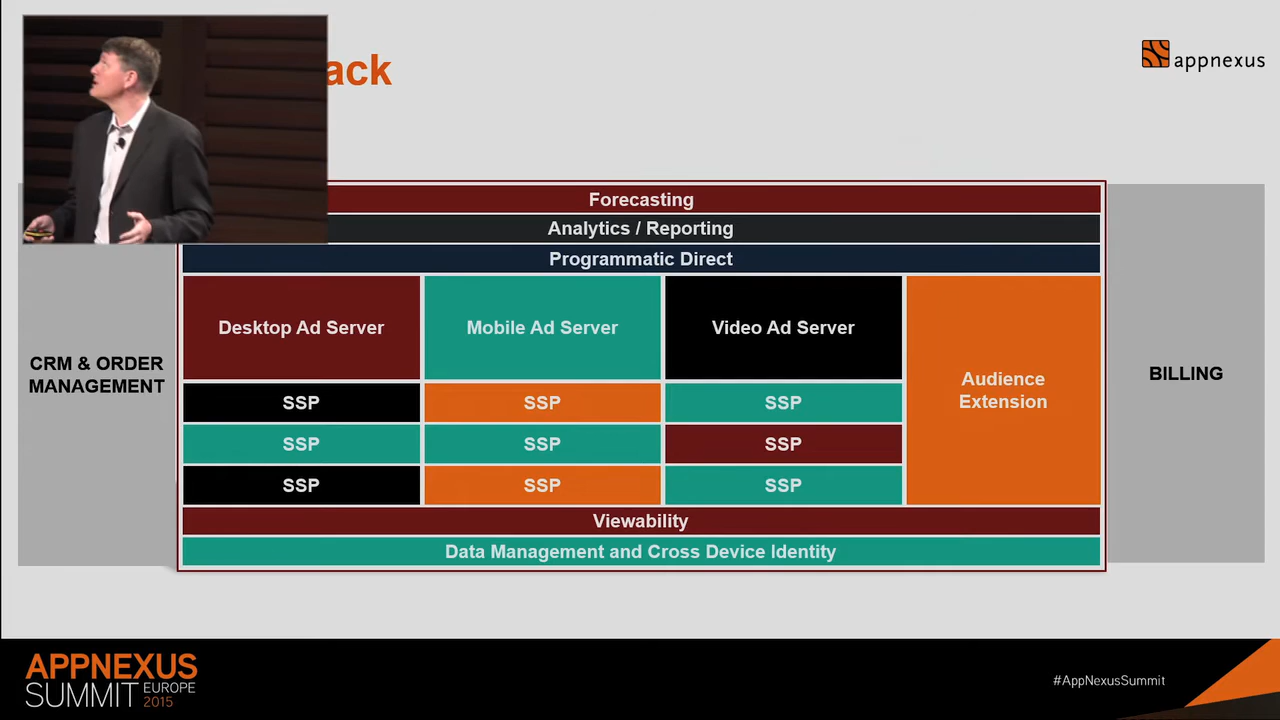 ack
appnexus
Forecasting
Analytics / Reporting
Programmatic Direct
Desktop Ad Server
Mobile Ad Server
Video Ad Server
Audience
Extension
CRM & ORDER
MANAGEMENT
BILLING
SSP
SSP
SSP
SSP
SSP
SSP
SSP
SSP
SSP
Viewability
Data Management and Cross Device Identity
APPNEXUS
SUMMIT EUROPE
2015
#AppNexusSummit